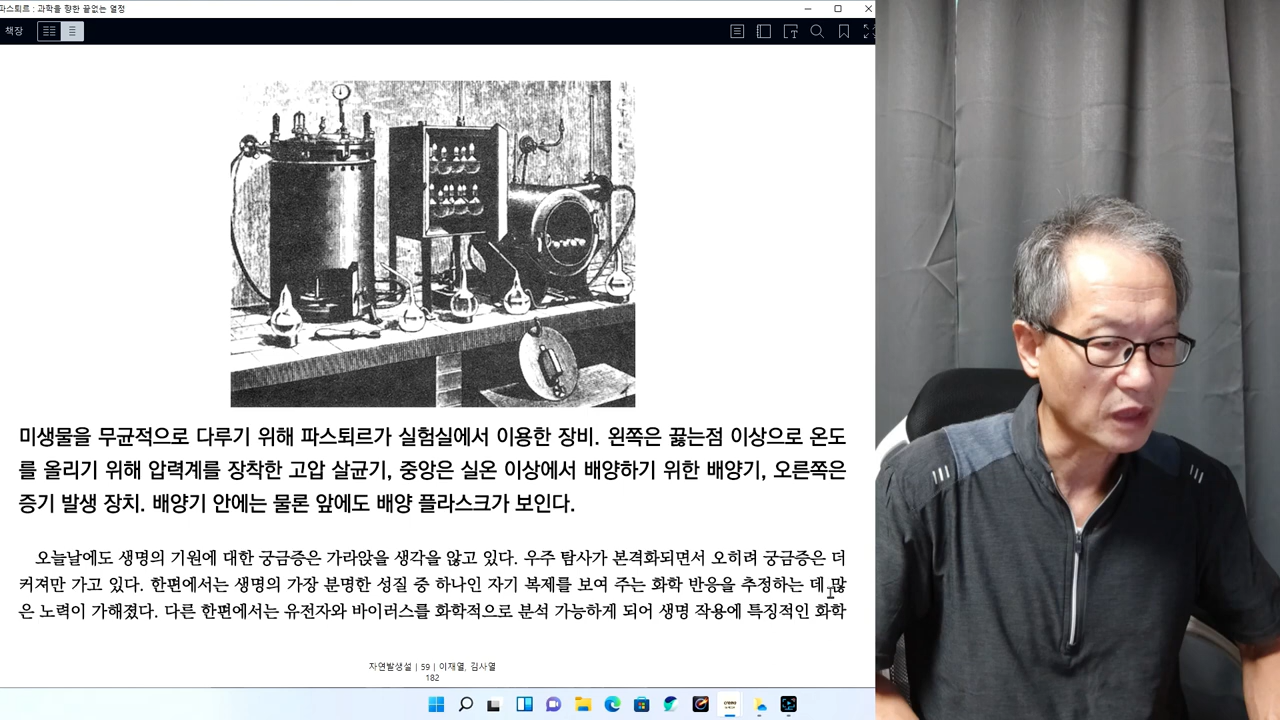 파스퇴르 : 과학을 향한 끝없는 열정
책장
미생물을 무균적으로 다루기 위해 파스퇴르가 실험실에서 이용한 장비. 왼쪽은 끓는점 이상으로 온도
를 올리기 위해 압력계를 장착한 고압 살균기, 중앙은 실온 이상에서 배양하기 위한 배양기, 오른쪽은
증기 발생 장치. 배양기 안에는 물론 앞에도 배양 플라스크가 보인다.
오늘날에도 생명의 기원에 대한 궁금증은 가라앉을 생각을 않고 있다. 우주 탐사가 본격화되면서 오히려 궁금증은 더
커져만 가고 있다. 한편에서는 생명의 가장 분명한 성질 중 하나인 자기 복제를 보여 주는 화학 반응을 추정하는 데 많
은 노력이 가해졌다. 다른 한편에서는 유전자와 바이러스를 화학적으로 분석 가능하게 되어 생명 작용에 특징적인 화학
자연발생설 | 59 | 이재열, 김사열
182